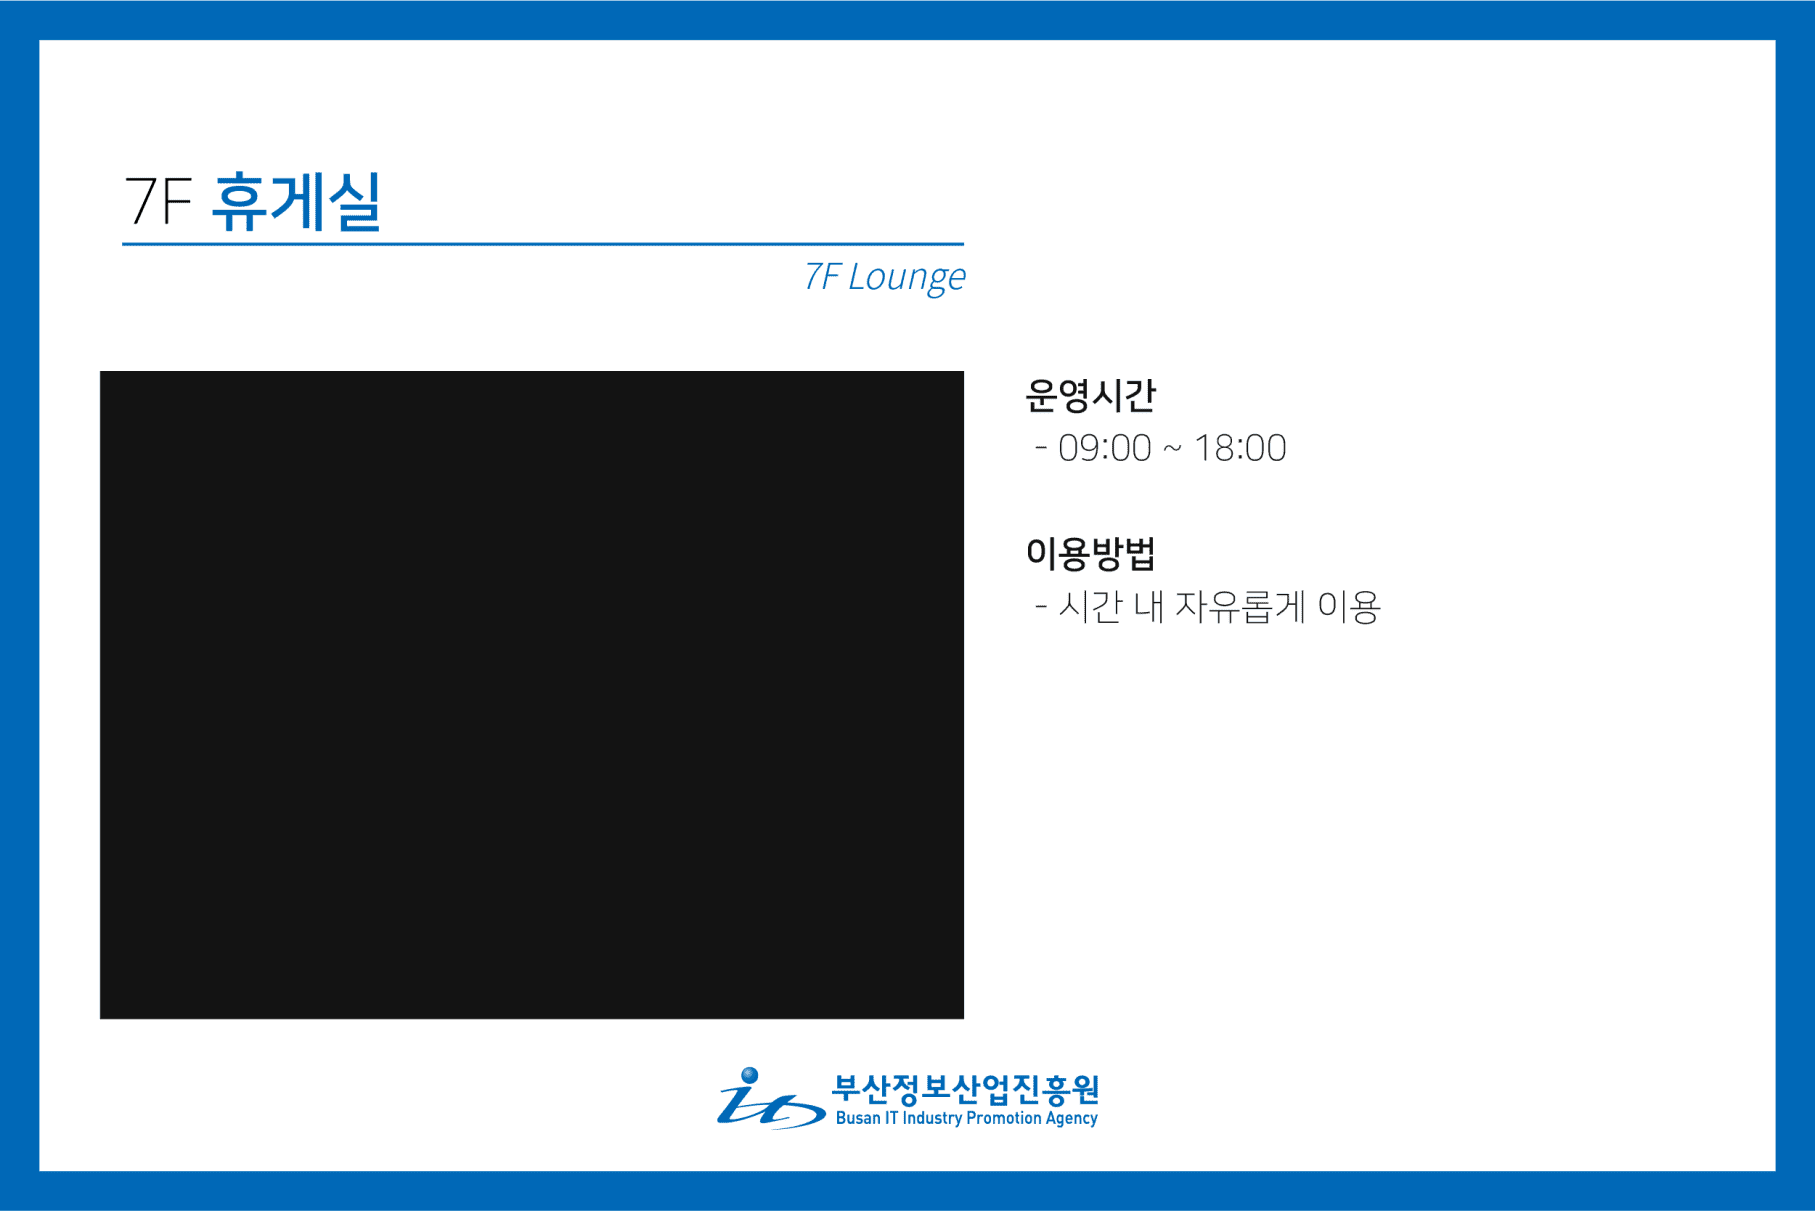 7F 휴게실
7F Lounge
운영시간
- 09:00 ~ 18:00
이용방법
- 시간 내 자유롭게 이용
부산정보산업진흥원
Busan IT Industry Promotion Agency